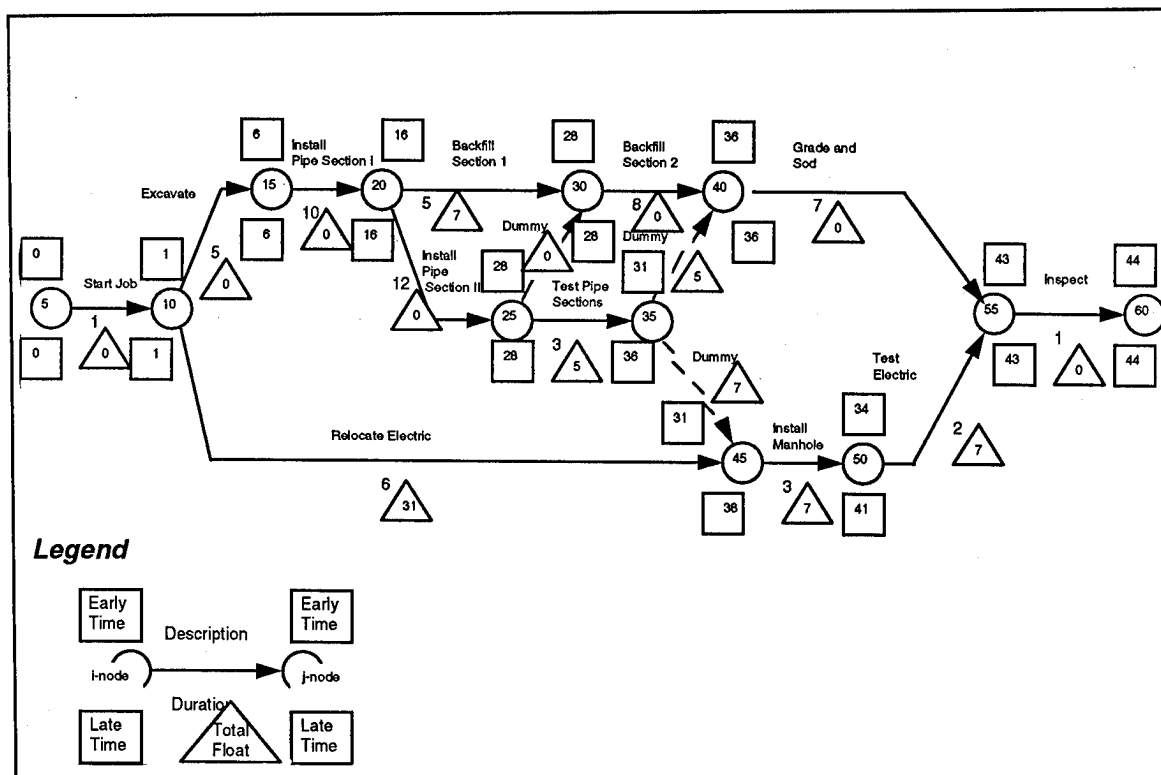 6
Install
Pipe Section I
16
Backfill
Section 1
28
Backfill
Section 2
36
Grade and
Sod
Excavate
15
20
30
40
10
0
5
7
8
0
7
0
6
16
Dummy
0
28
Dummy
36
0
1
5
0
Install
Pipe
Section II
28
Test Pipe
Sections
31
5
43
Inspect
44
Start Job
12
0
5
10
25
35
55
60
1
0
0
1
28
3
5
36
Dummy
7
Test
Electric
43
1
0
44
31
Install
Manhole
34
2
7
Relocate Electric
45
50
6
31
38
3
7
41
Legend
Early
Time
Early
Time
Description
i-node
j-node
Duration
Late
Time
Total
Float
Late
Time